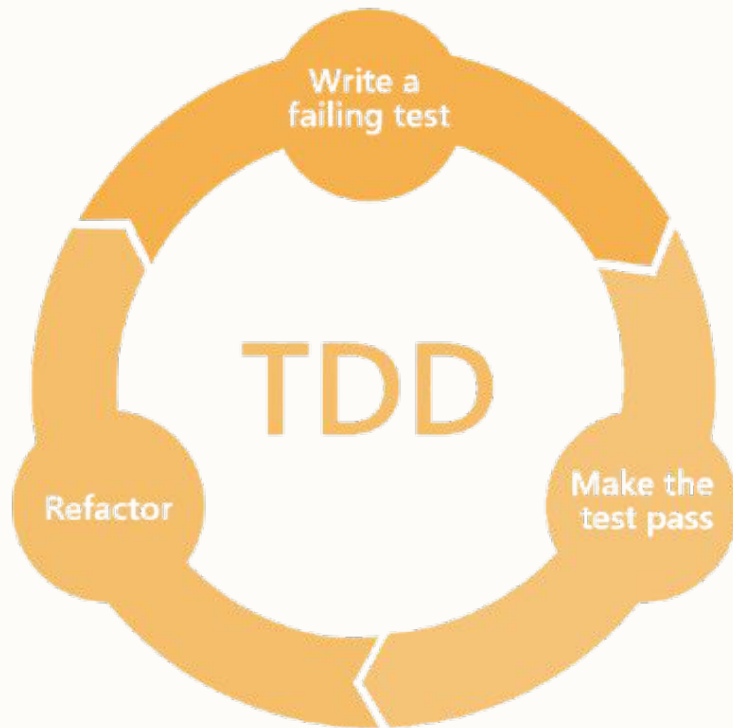 Write a
failing test
TDD
Refactor
Make the
test pass